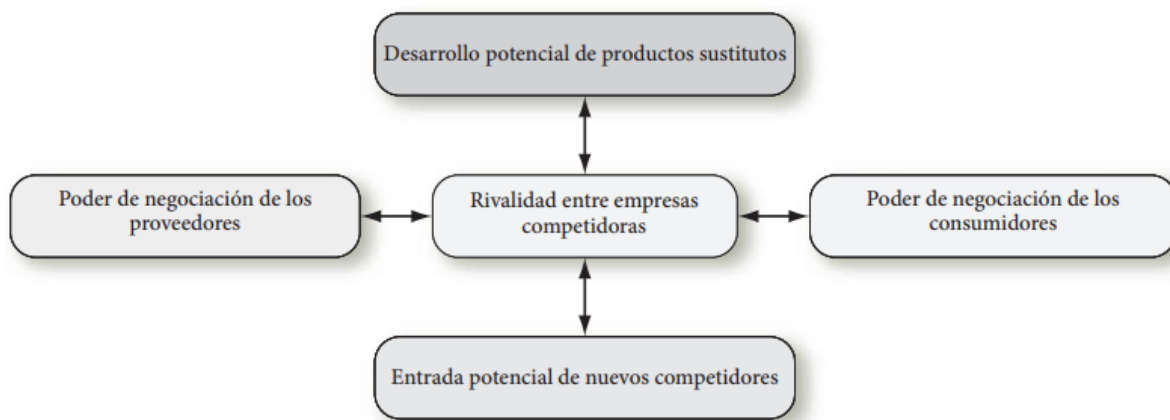 Desarrollo potencial de productos sustitutos
Poder de negociación de los
proveedores
Rivalidad entre empresas
competidoras
Poder de negociación de los
consumidores
Entrada potencial de nuevos competidores